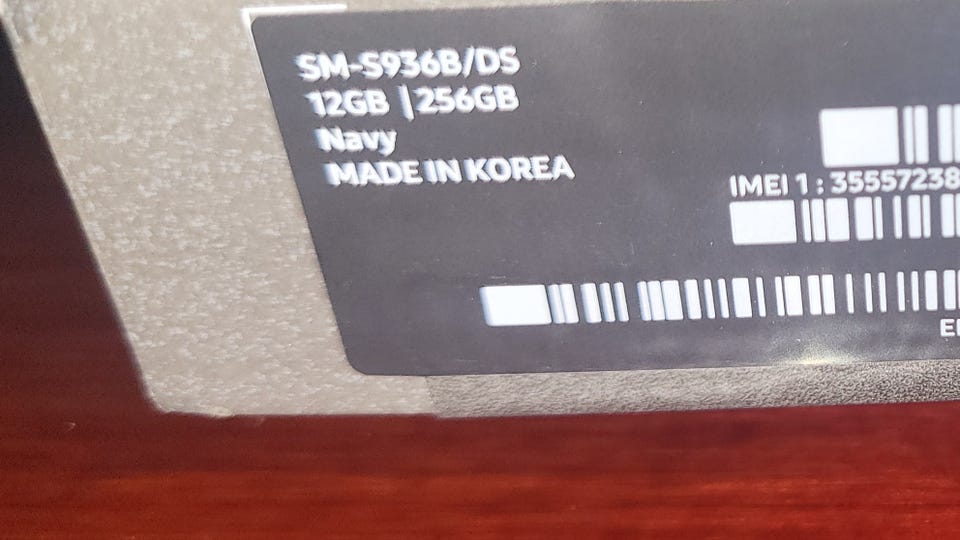 SM-S936B/DS
12GB | 256GB
Navy
MADE IN KOREA
IMEI 1 : 35557238